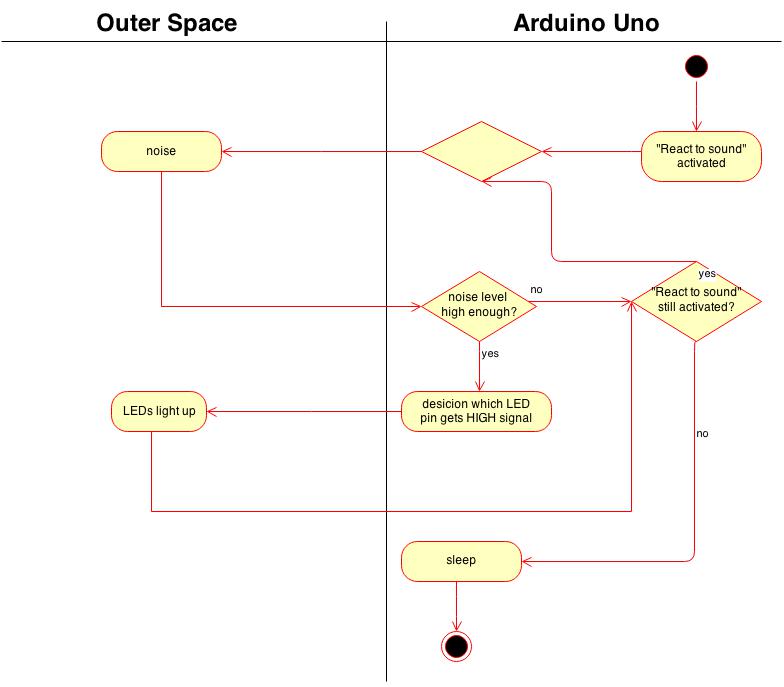 Outer Space
Arduino Uno
noise
"React to sound"
activated
noise level
high enough?
no
yes
"React to sound"
still activated?
yes
LEDs light up
desicion which LED
pin gets HIGH signal
no
sleep